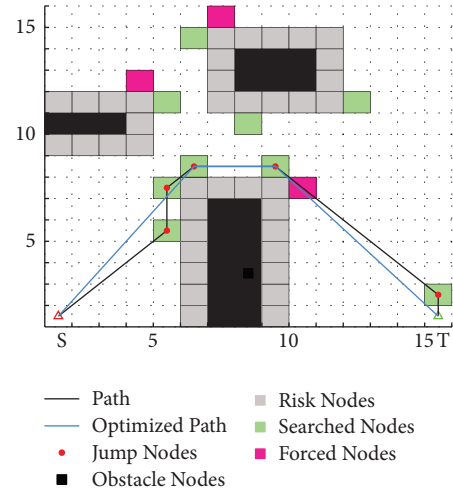 15
10
5
S 5 10 15 T
Path
Optimized Path
Jump Nodes
Obstacle Nodes
Risk Nodes
Searched Nodes
Forced Nodes